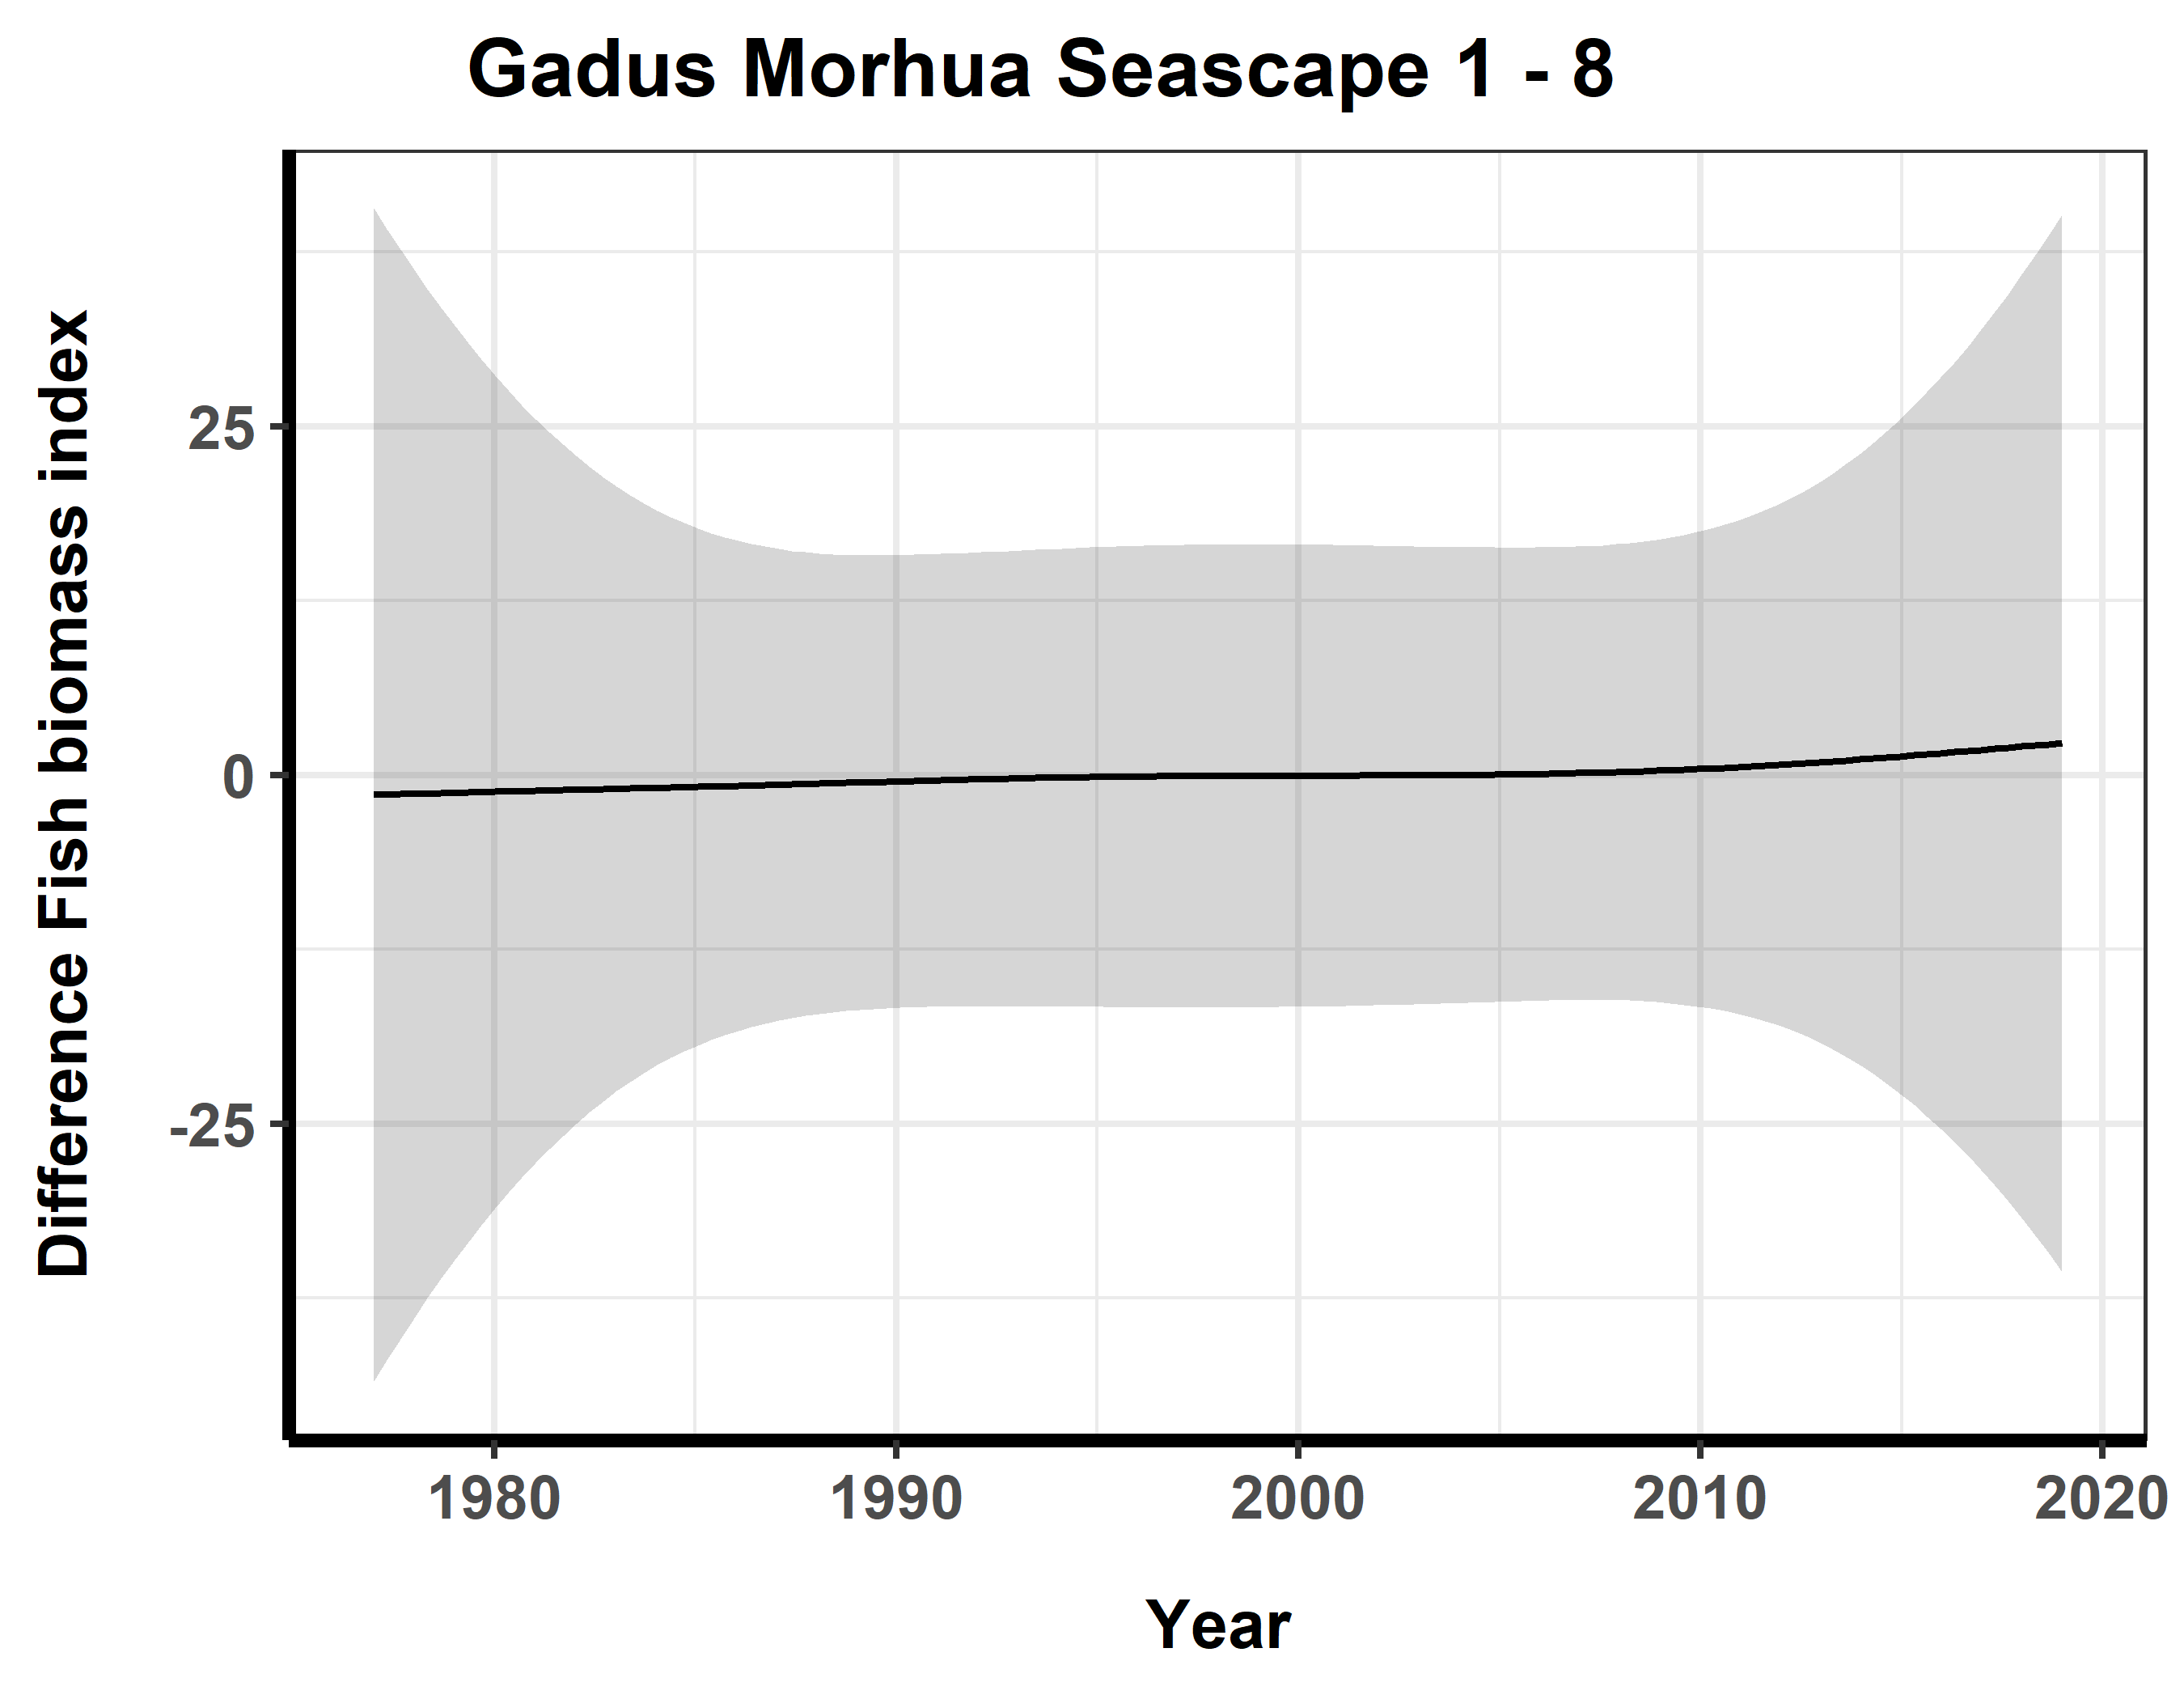 Gadus Morhua Seascape 1 - 8
Difference Fish biomass index
25
0
-25
1980 1990 2000 2010 2020
Year